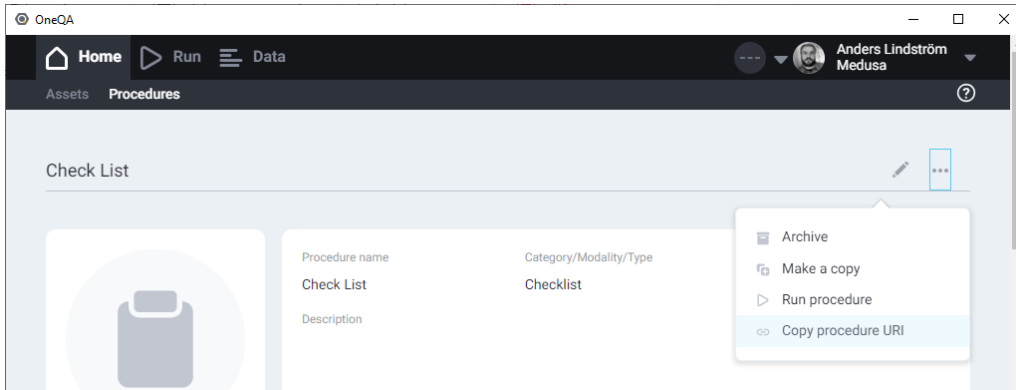 OneQA
Home Run Data
Anders Lindström
Medusa
Assets Procedures
Check List
Archive
Make a copy
Run procedure
Copy procedure URI
Procedure name
Check List
Category/Modality/Type
Checklist
Description